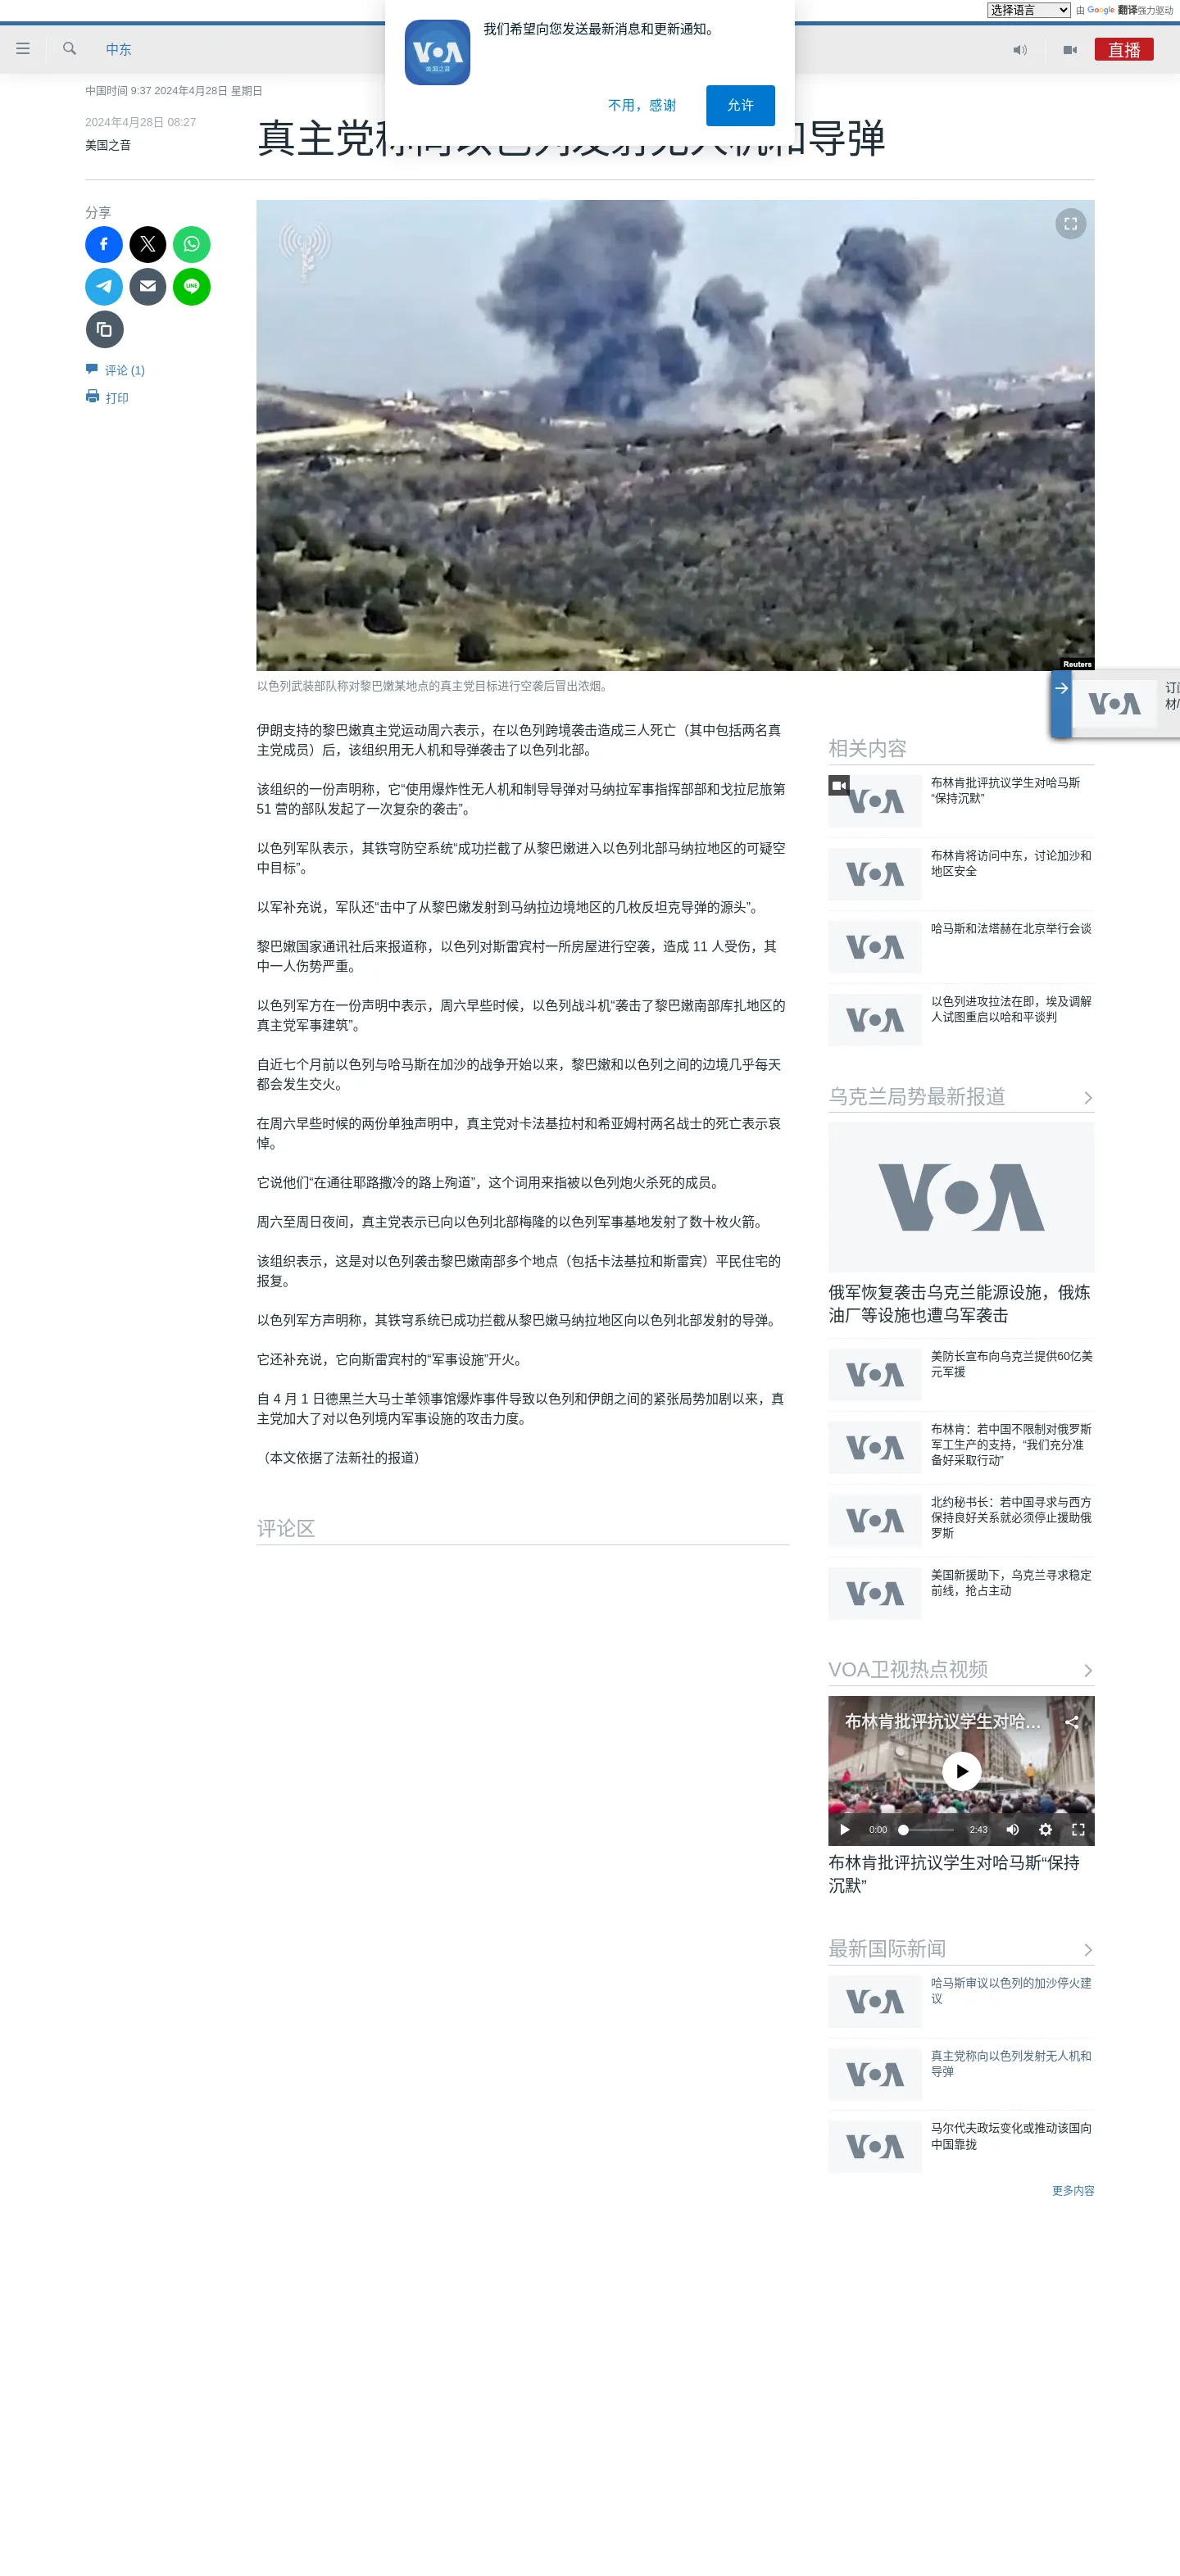 选择语言
由 Google 翻译强力驱动
我们希望向您发送最新消息和更新通知。
VOA
美国之音
不用，感谢
允许
中东
直播
中国时间 9:37 2024年4月28日 星期日
2024年4月28日 08:27
美国之音
真主党称向以色列发射无人机和导弹
分享
评论 (1)
打印
Reuters
以色列武装部队称对黎巴嫩某地点的真主党目标进行空袭后冒出浓烟。
伊朗支持的黎巴嫩真主党运动周六表示，在以色列跨境袭击造成三人死亡（其中包括两名真
主党成员）后，该组织用无人机和导弹袭击了以色列北部。
该组织的一份声明称，它“使用爆炸性无人机和制导导弹对马纳拉军事指挥部部和戈拉尼旅第
51 营的部队发起了一次复杂的袭击”。
以色列军队表示，其铁穹防空系统“成功拦截了从黎巴嫩进入以色列北部马纳拉地区的可疑空
中目标”。
以军补充说，军队还“击中了从黎巴嫩发射到马纳拉边境地区的几枚反坦克导弹的源头”。
黎巴嫩国家通讯社后来报道称，以色列对斯雷宾村一所房屋进行空袭，造成 11 人受伤，其
中一人伤势严重。
以色列军方在一份声明中表示，周六早些时候，以色列战斗机“袭击了黎巴嫩南部库扎地区的
真主党军事建筑”。
自近七个月前以色列与哈马斯在加沙的战争开始以来，黎巴嫩和以色列之间的边境几乎每天
都会发生交火。
在周六早些时候的两份单独声明中，真主党对卡法基拉村和希亚姆村两名战士的死亡表示哀
悼。
它说他们“在通往耶路撒冷的路上殉道”，这个词用来指被以色列炮火杀死的成员。
周六至周日夜间，真主党表示已向以色列北部梅隆的以色列军事基地发射了数十枚火箭。
该组织表示，这是对以色列袭击黎巴嫩南部多个地点（包括卡法基拉和斯雷宾）平民住宅的
报复。
以色列军方声明称，其铁穹系统已成功拦截从黎巴嫩马纳拉地区向以色列北部发射的导弹。
它还补充说，它向斯雷宾村的“军事设施”开火。
自 4 月 1 日德黑兰大马士革领事馆爆炸事件导致以色列和伊朗之间的紧张局势加剧以来，真
主党加大了对以色列境内军事设施的攻击力度。
（本文依据了法新社的报道）
评论区
VOA
相关内容
VOA
布林肯批评抗议学生对哈马斯
“保持沉默”
VOA
布林肯将访问中东，讨论加沙和
地区安全
VOA
哈马斯和法塔赫在北京举行会谈
VOA
以色列进攻拉法在即，埃及调解
人试图重启以哈和平谈判
乌克兰局势最新报道
VOA
俄军恢复袭击乌克兰能源设施，俄炼
油厂等设施也遭乌军袭击
VOA
美防长宣布向乌克兰提供60亿美
元军援
VOA
布林肯：若中国不限制对俄罗斯
军工生产的支持，“我们充分准
备好采取行动”
VOA
北约秘书长：若中国寻求与西方
保持良好关系就必须停止援助俄
罗斯
VOA
美国新援助下，乌克兰寻求稳定
前线，抢占主动
VOA卫视热点视频
布林肯批评抗议学生对哈...
0:00
2:43
布林肯批评抗议学生对哈马斯“保持
沉默”
最新国际新闻
VOA
哈马斯审议以色列的加沙停火建
议
VOA
真主党称向以色列发射无人机和
导弹
VOA
马尔代夫政坛变化或推动该国向
中国靠拢
更多内容